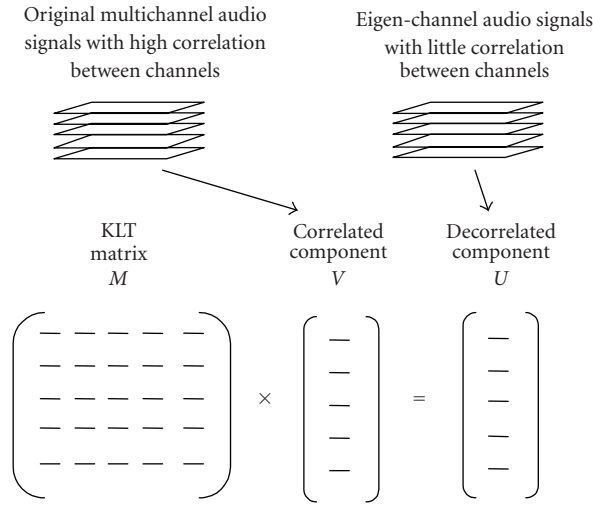 Original multichannel audio
signals with high correlation
between channels
Eigen-channel audio signals
with little correlation
between channels
KLT
matrix
M
Correlated
component
V
Decorrelated
component
U
×
=